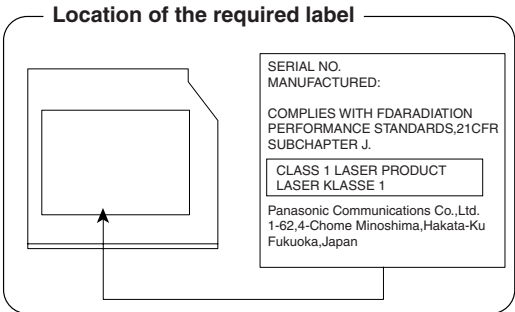 Location of the required label
SERIAL NO.
MANUFACTURED:
COMPLIES WITH FDARADIATION
PERFORMANCE STANDARDS,21CFR
SUBCHAPTER J.
CLASS 1 LASER PRODUCT
LASER KLASSE 1
Panasonic Communications Co.,Ltd.
1-62,4-Chome Minoshima,Hakata-Ku
Fukuoka,Japan